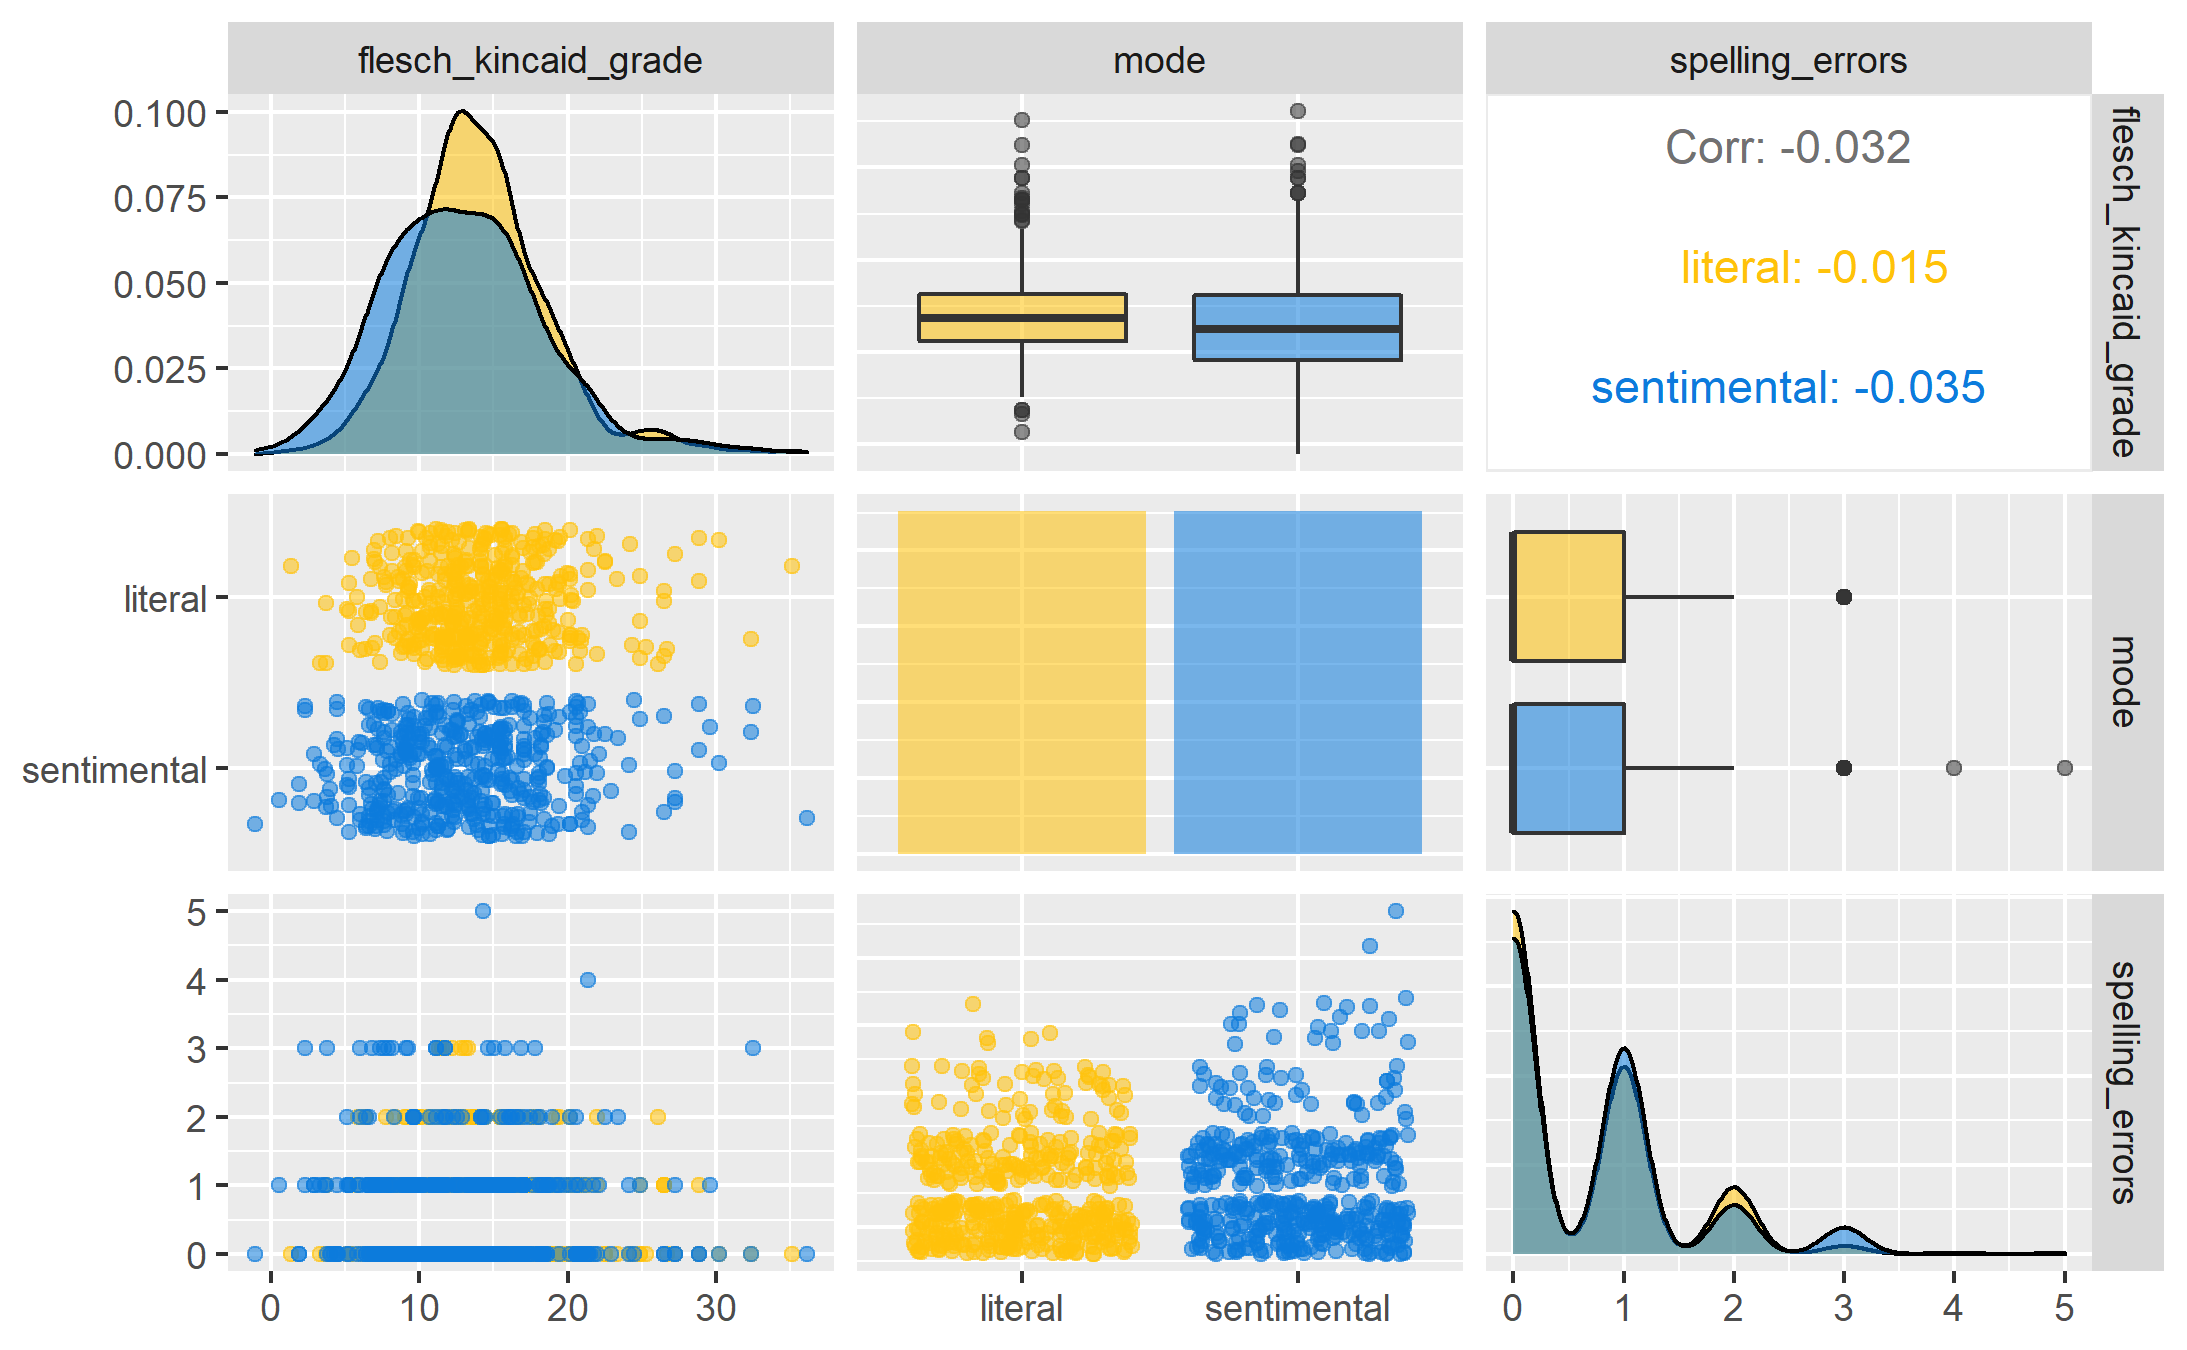 flesch_kincaid_grade
mode
spelling_errors
0.100
0.075
0.050
0.025
0.000
Corr: -0.032
literal: -0.015
sentimental: -0.035
flesch_kincaid_grade
literal
sentimental
mode
5
4
3
2
1
0
spelling_errors
0 10 20 30
literal sentimental
0 1 2 3 4 5